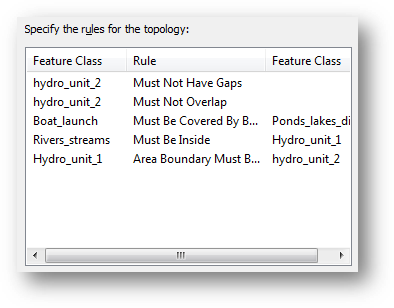 Specify the rules for the topology:
Feature Class Rule Feature Class
hydro_unit_2 Must Not Have Gaps
hydro_unit_2 Must Not Overlap
Boat_launch Must Be Covered By B... Ponds_lakes_di
Rivers_streams Must Be Inside Hydro_unit_1
Hydro_unit_1 Area Boundary Must B... hydro_unit_2